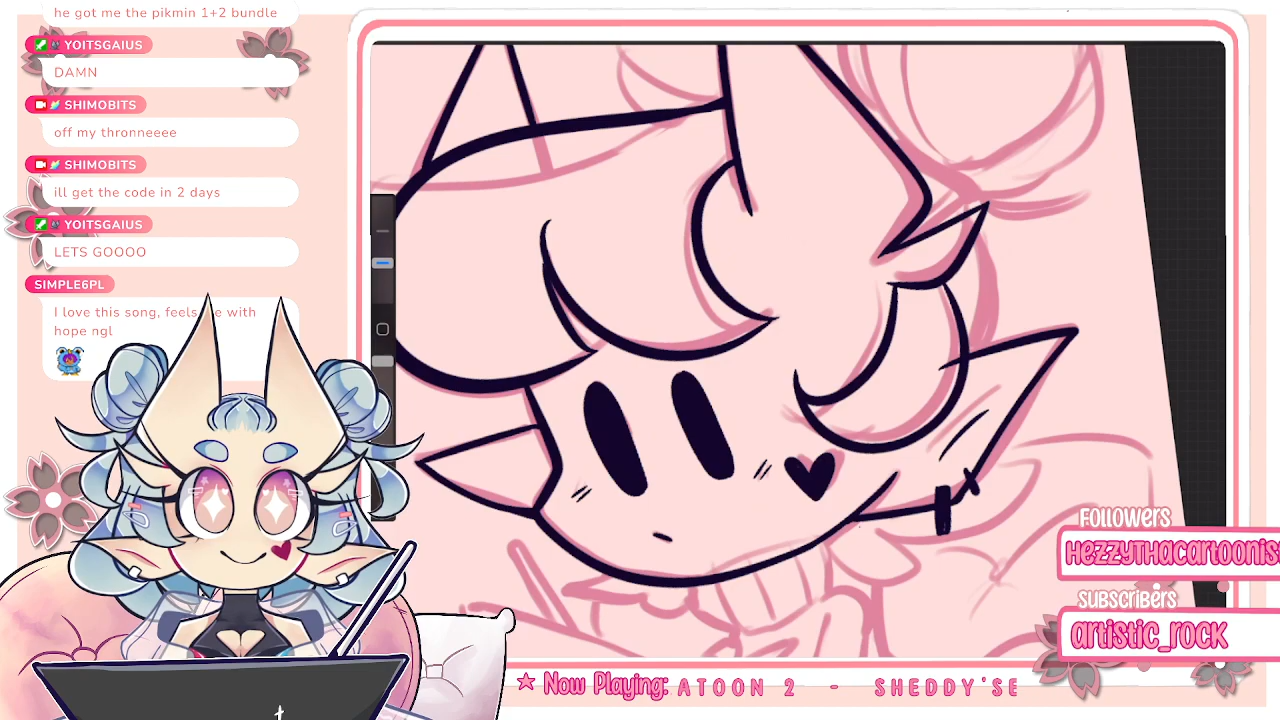 he got me the pikmin 1+2 bundle
YOITSGAIUS
DAMN
SHIMOBITS
off my thronneeee
SHIMOBITS
ill get the code in 2 days
YOITSGAIUS
LETS GOOOO
SIMPLE6PL
I love this song, feels with
hope ngl
Followers
HezzyTHacartoonis
Subscribers
artistic_rock
Now Playing: ATOON 2 - SHEDDY'SE